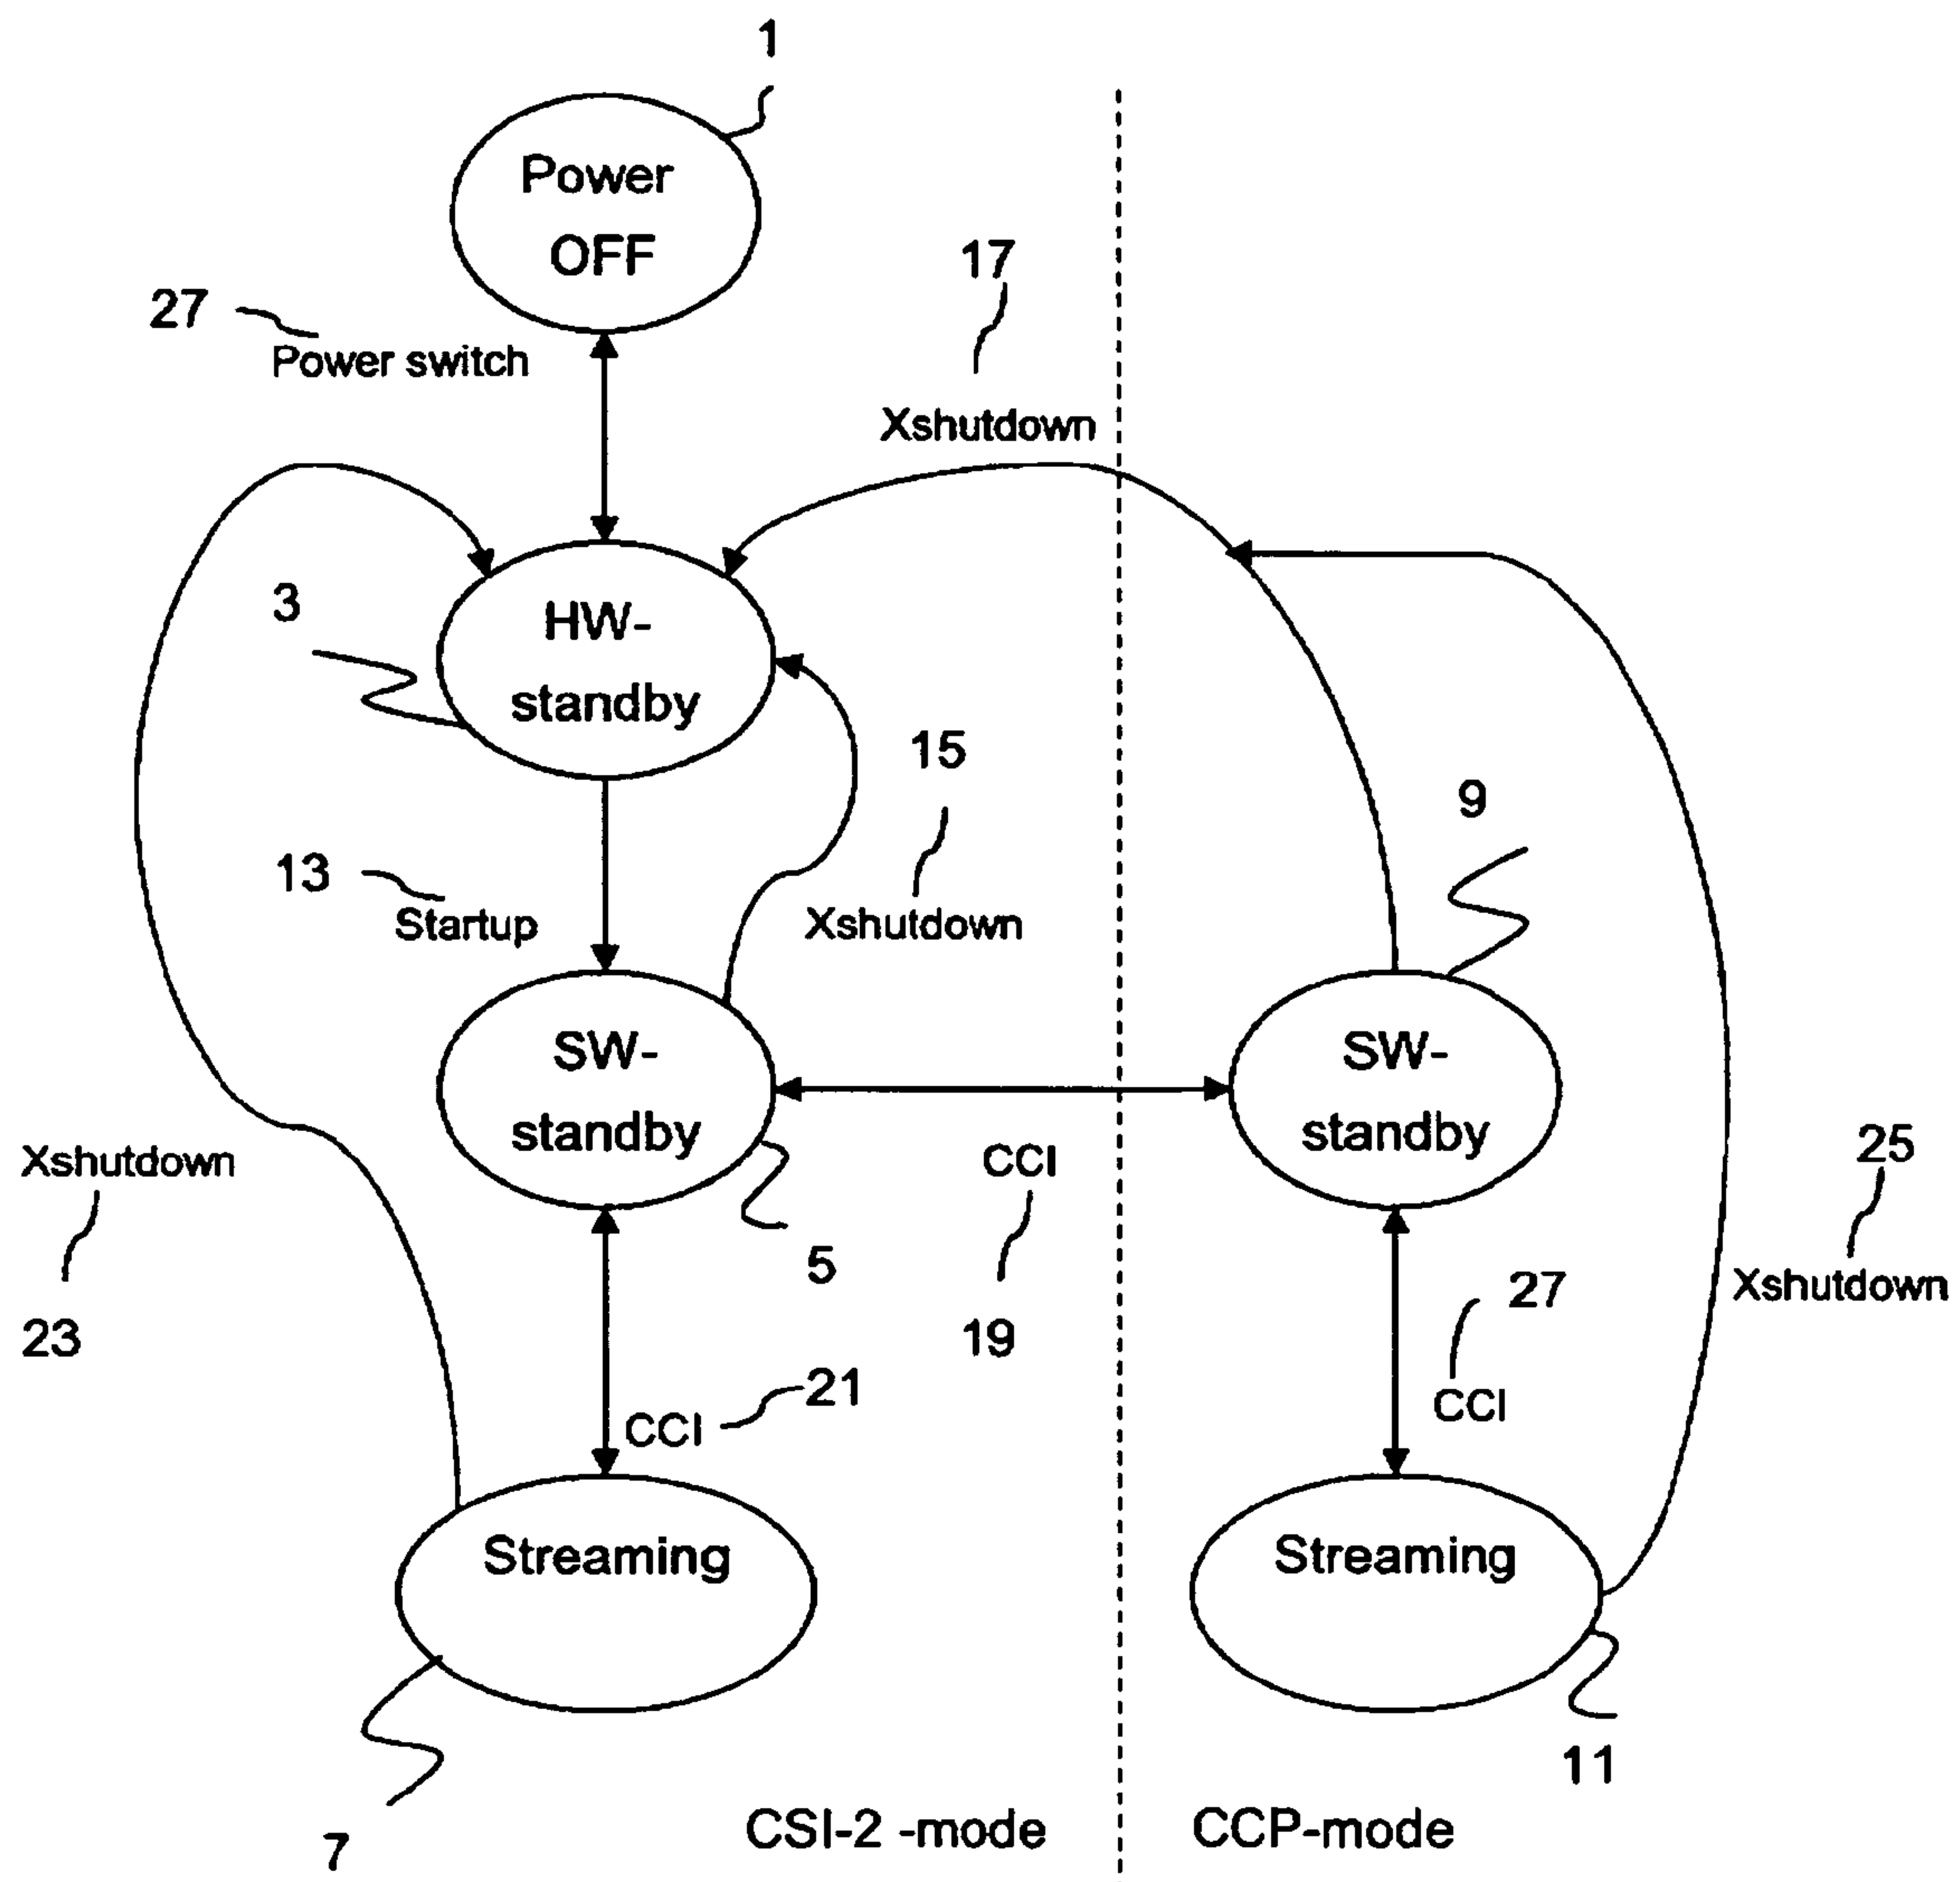 1
Power
OFF
17
27
Power switch
Xshutdown
3
HW-
standby
15
9
13
Startup
Xshutdown
SW-
standby
SW-
standby
Xshutdown
CCI
25
5
27
Xshutdown
23
19
21
CCI
CCI
Streaming
Streaming
11
CSI-2 -mode
CCP-mode
7